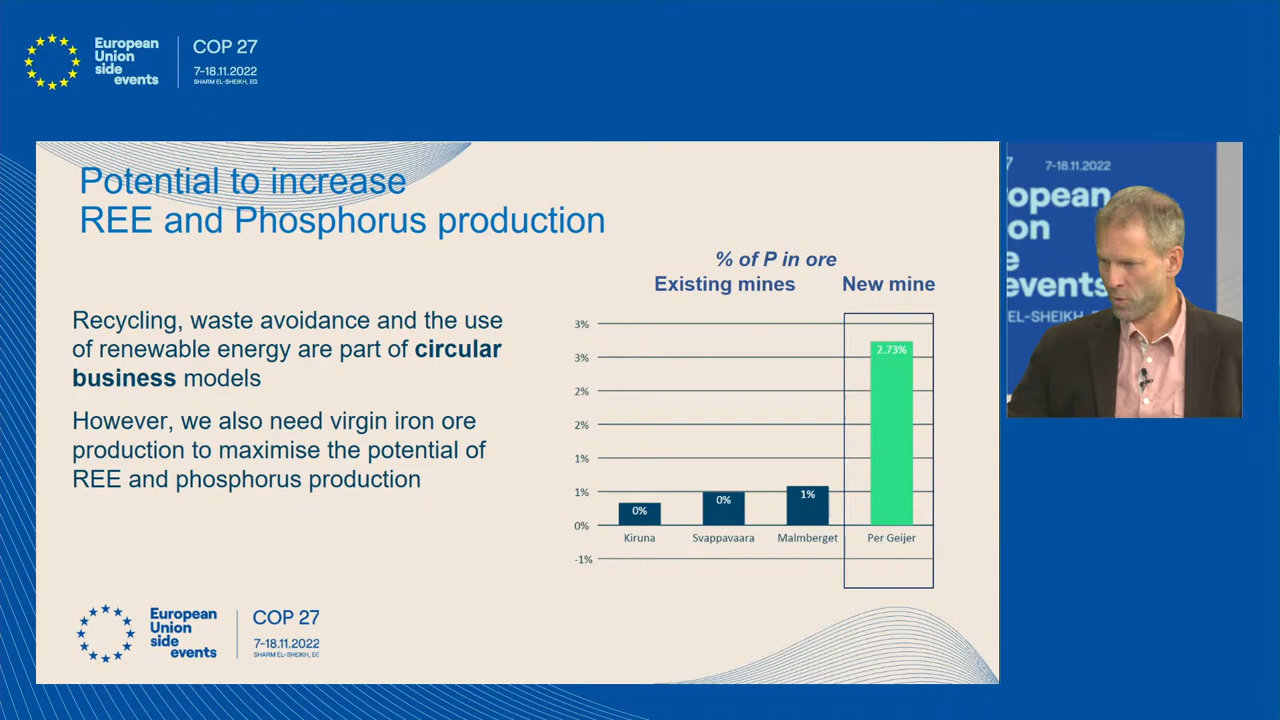 European
Union
side
events
COP 27
7-18.11.2022
SHARM EL-SHEIKH, EG
Potential to increase
REE and Phosphorus production
Recycling, waste avoidance and the use
of renewable energy are part of circular
business models
However, we also need virgin iron ore
production to maximise the potential of
REE and phosphorus production
% of P in ore
Existing mines
New mine
3%
3%
2%
2%
1%
1%
0%
-1%
0%
0%
1%
2.73%
Kiruna
Svappavaara
Malmberget
Per Geijer
European
Union
side
events
COP 27
7-18.11.2022
SHARM EL-SHEIKH, EG
7
7-18.11.2022
ropean
on
e
events
EL-SHEIKH,